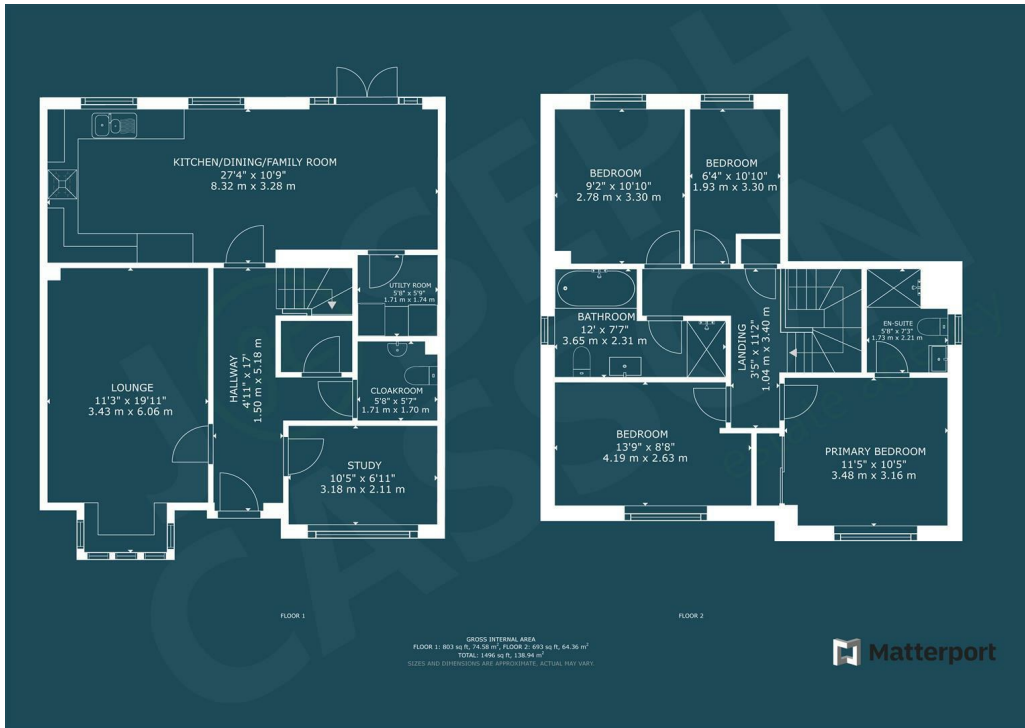 KITCHEN/DINING/FAMILY ROOM
27'4" x 10'9"
8.32 m x 3.28 m
UTILTY ROOM
5'8" x 5'9"
1.71 m x 1.74 m
HALLWAY
4'11" x 17'
1.50 m x 5.18 m
LOUNGE
11'3" x 19'11"
3.43 m x 6.06 m
CLOAKROOM
5'8" x 5'7"
1.71 m x 1.70 m
STUDY
10'5" x 6'11"
3.18 m x 2.11 m
FLOOR 1
BEDROOM
9'2" x 10'10"
2.78 m x 3.30 m
BEDROOM
6'4" x 10'10"
1.93 m x 3.30 m
BATHROOM
12' x 7'7"
3.65 m x 2.31 m
LANDING
3'5" x 11'2"
1.04 m x 3.40 m
EN-SUITE
5'8" x 7'3"
1.73 m x 2.21 m
BEDROOM
13'9" x 8'8"
4.19 m x 2.63 m
PRIMARY BEDROOM
11'5" x 10'5"
3.48 m x 3.16 m
FLOOR 2
GROSS INTERNAL AREA
FLOOR 1: 803 sq ft, 74.58 m², FLOOR 2: 693 sq ft, 64.36 m²
TOTAL: 1496 sq ft, 138.94 m²
SIZES AND DIMENSIONS ARE APPROXIMATE, ACTUAL MAY VARY.
Matterport